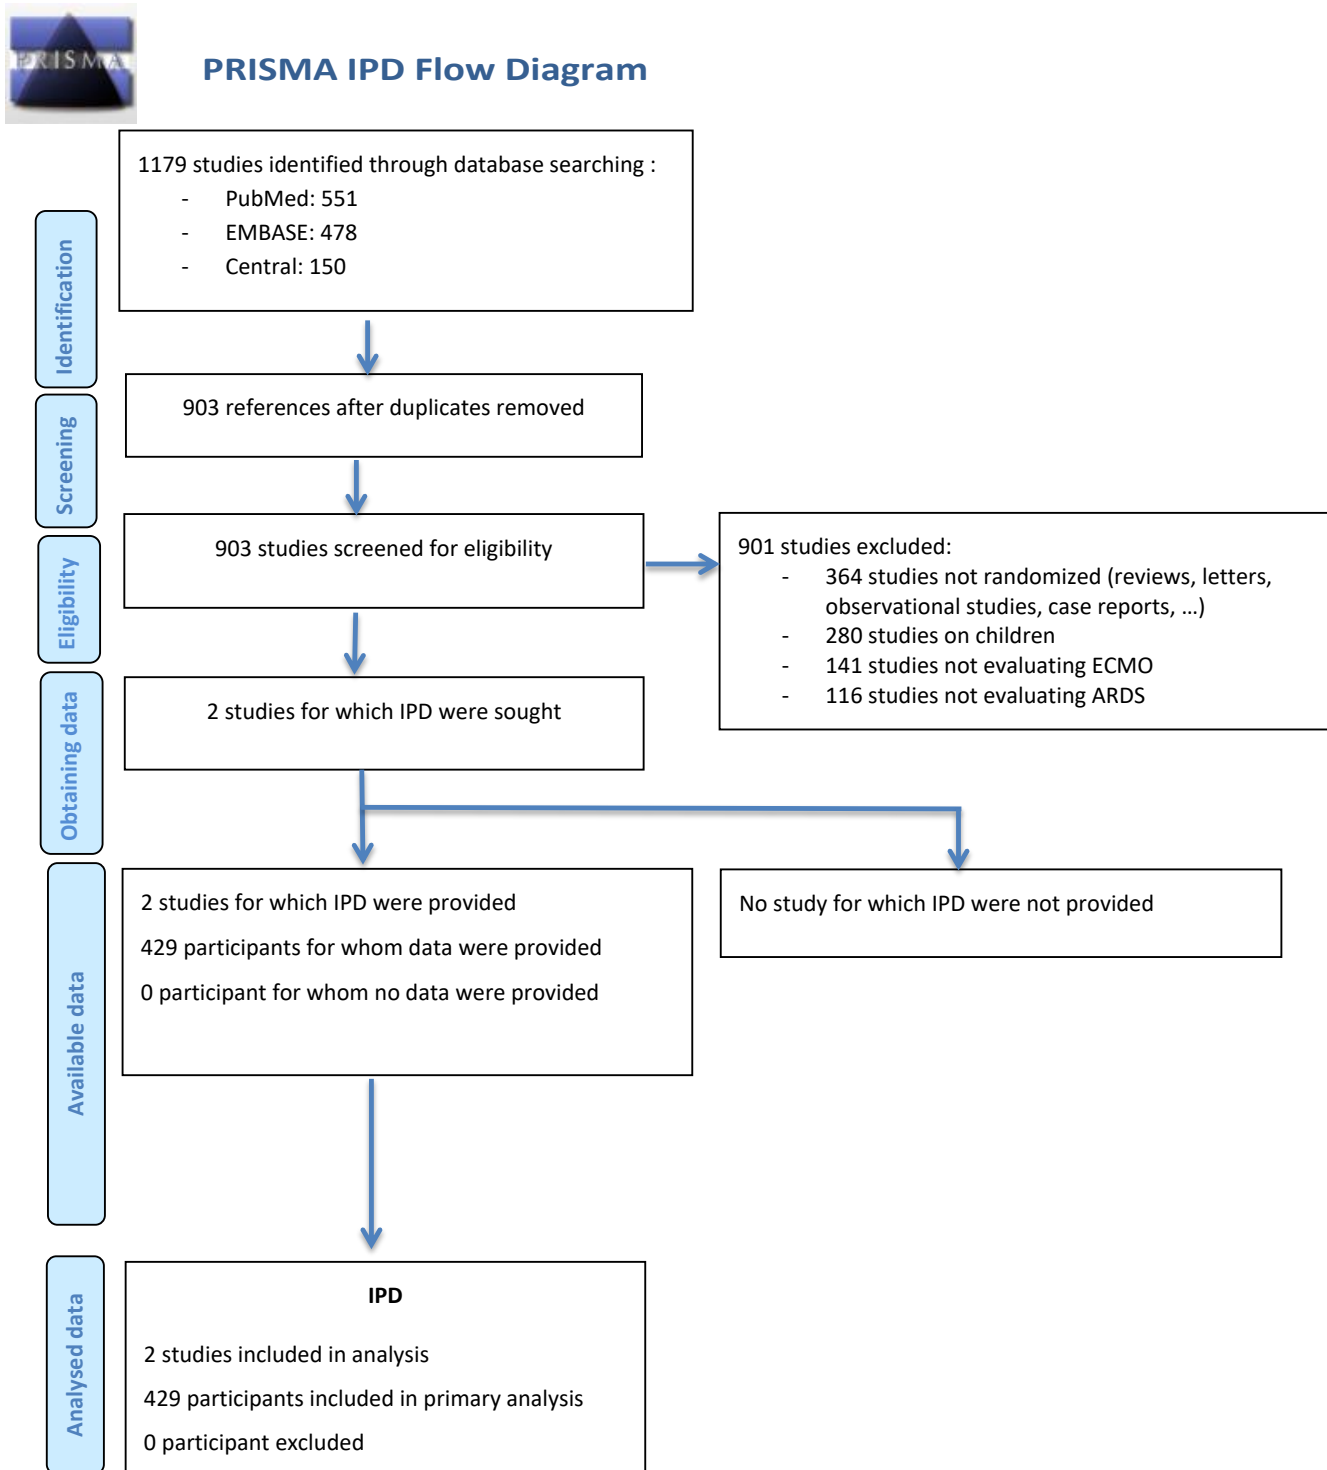 PRISMA
PRISMA IPD Flow Diagram
1179 studies identified through database searching :
- PubMed: 551
- EMBASE: 478
- Central: 150
Identification
903 references after duplicates removed
Screening
903 studies screened for eligibility
Eligibility
901 studies excluded:
- 364 studies not randomized (reviews, letters,
observational studies, case reports, …)
- 280 studies on children
- 141 studies not evaluating ECMO
- 116 studies not evaluating ARDS
2 studies for which IPD were sought
Obtaining data
2 studies for which IPD were provided
429 participants for whom data were provided
0 participant for whom no data were provided
No study for which IPD were not provided
Available data
IPD
2 studies included in analysis
429 participants included in primary analysis
0 participant excluded
Analysed data